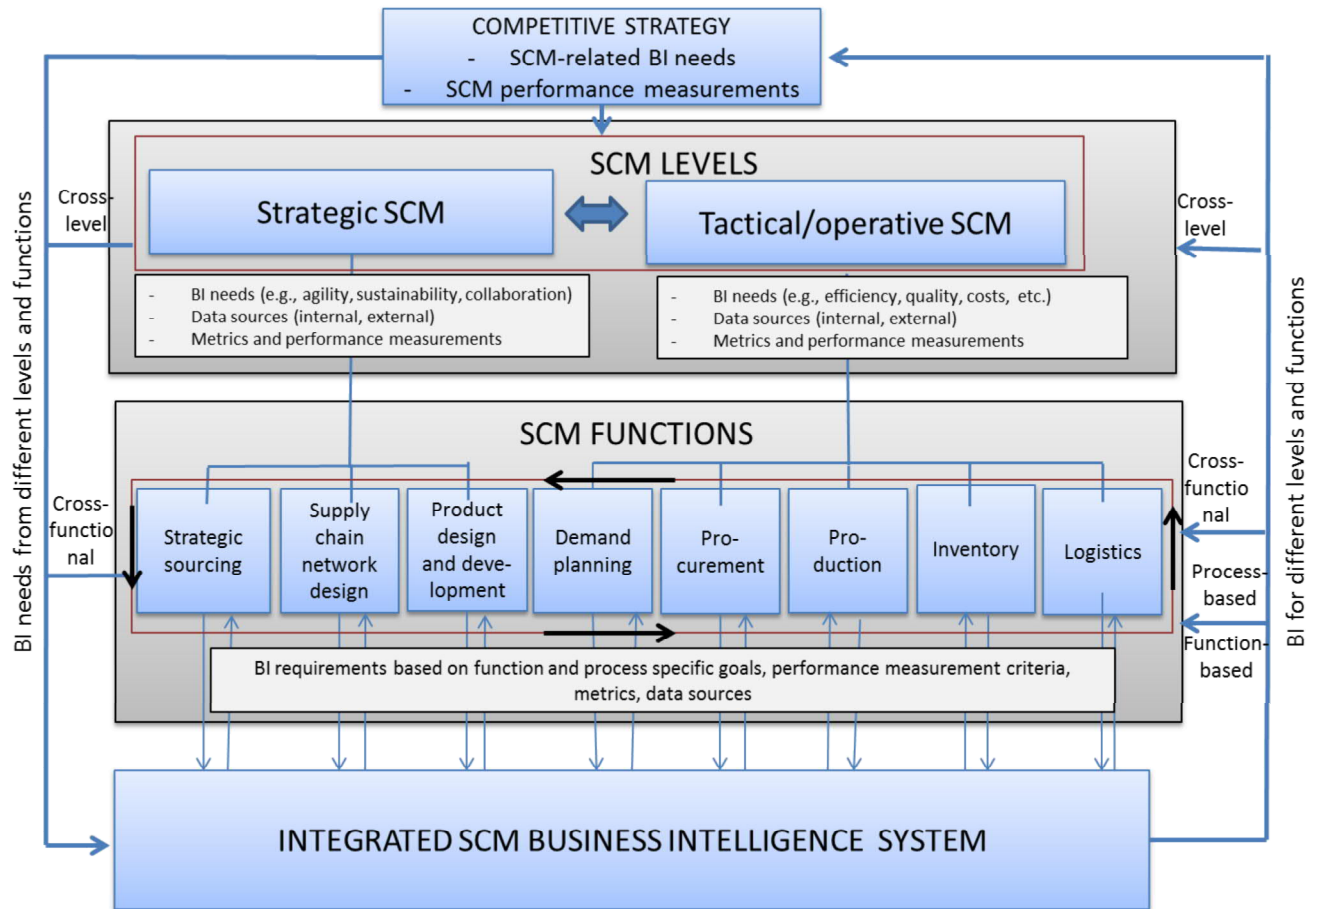 COMPETITIVE STRATEGY
- SCM-related BI needs
- SCM performance measurements
SCM LEVELS
Strategic SCM
Tactical/operative SCM
Cross-
level
Cross-
level
- BI needs (e.g., agility, sustainability, collaboration)
- Data sources (internal, external)
- Metrics and performance measurements
- BI needs (e.g., efficiency, quality, costs, etc.)
- Data sources (internal, external)
- Metrics and performance measurements
BI needs from different levels and functions
BI for different levels and functions
SCM FUNCTIONS
Cross-
functio
nal
Strategic
sourcing
Supply
chain
network
design
Product
design
and deve-
lopment
Demand
planning
Pro-
curement
Pro-
duction
Inventory
Logistics
Cross-
functio
nal
Process-
based
Function-
based
BI requirements based on function and process specific goals, performance measurement criteria,
metrics, data sources
INTEGRATED SCM BUSINESS INTELLIGENCE SYSTEM